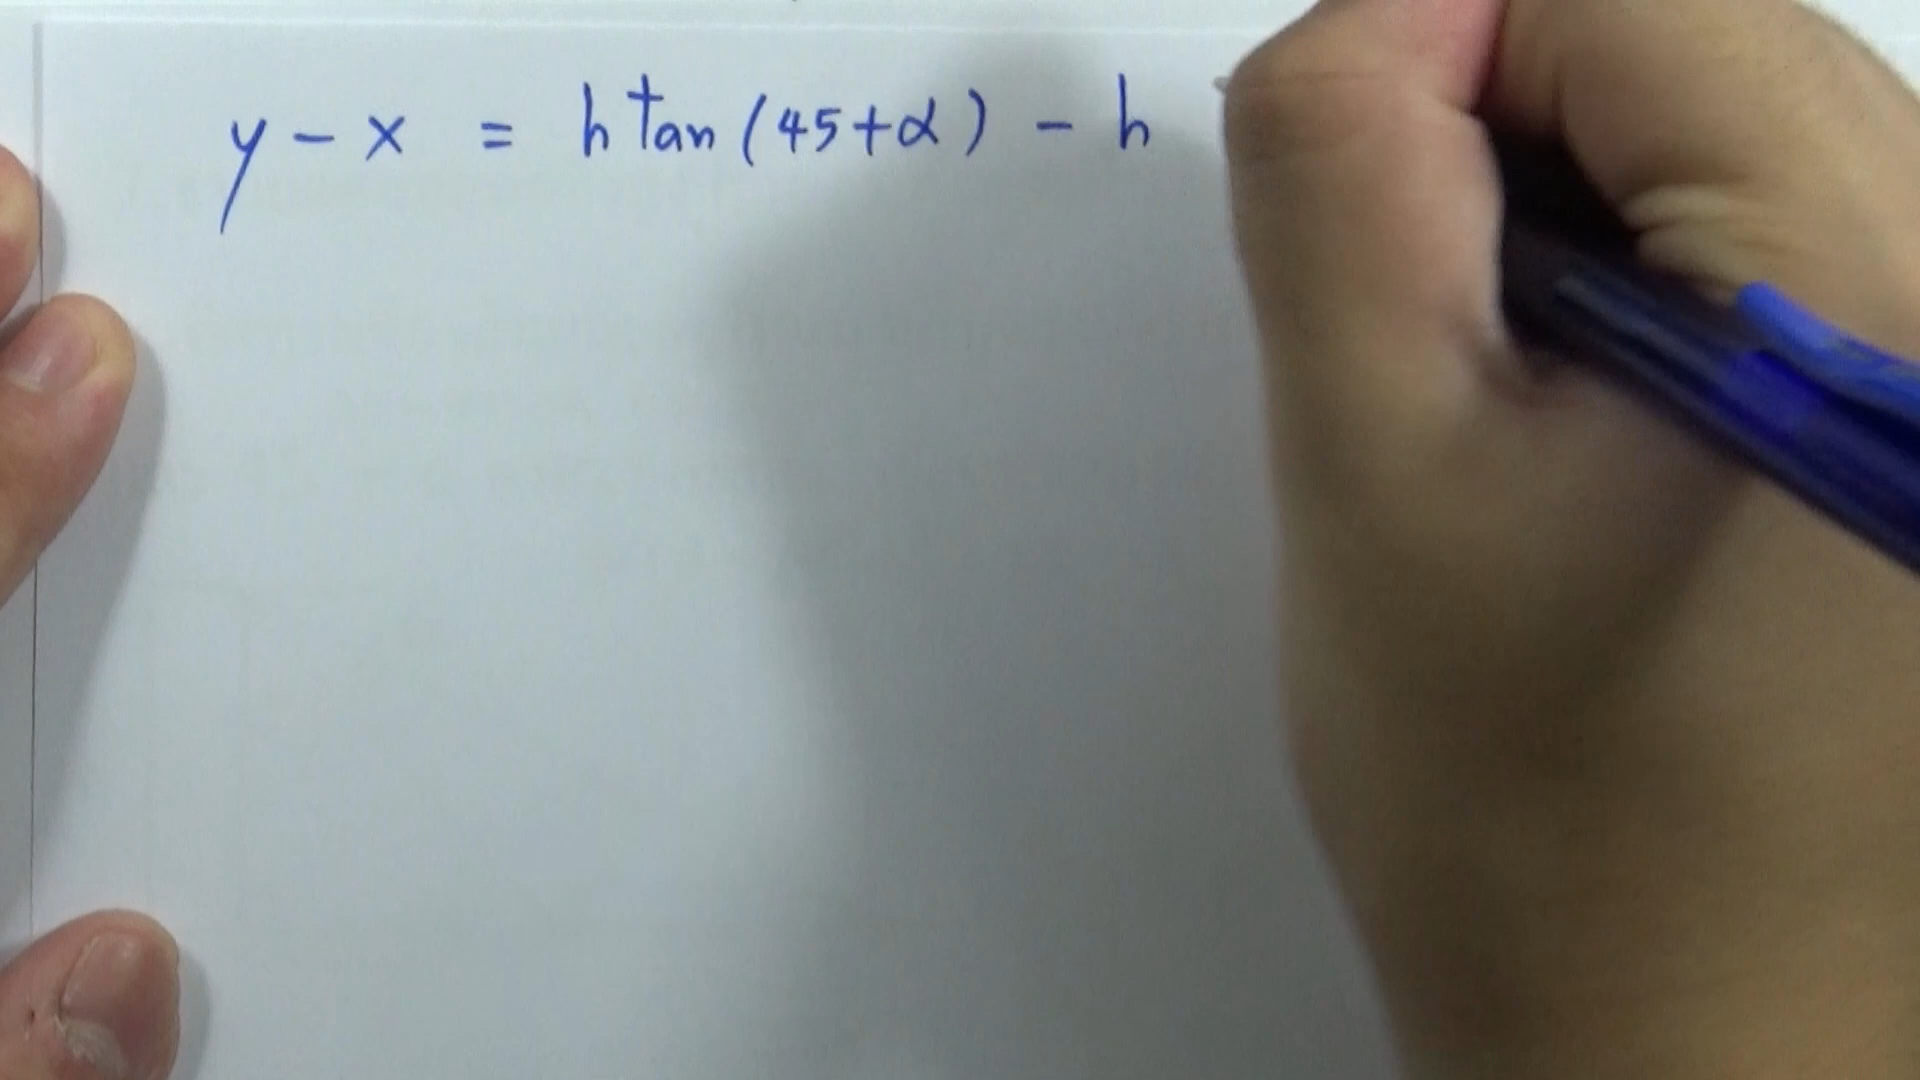 y - x = h tan (45+α) - h